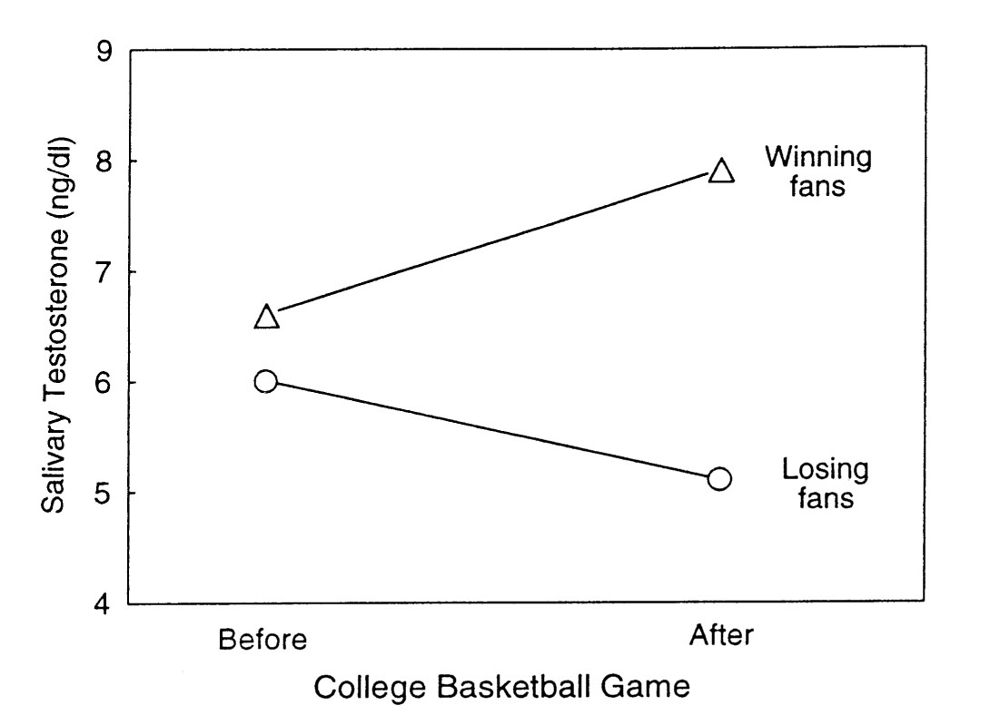 9
8
7
6
5
4
Salivary Testosterone (ng/dl)
Winning
fans
Losing
fans
Before
After
College Basketball Game